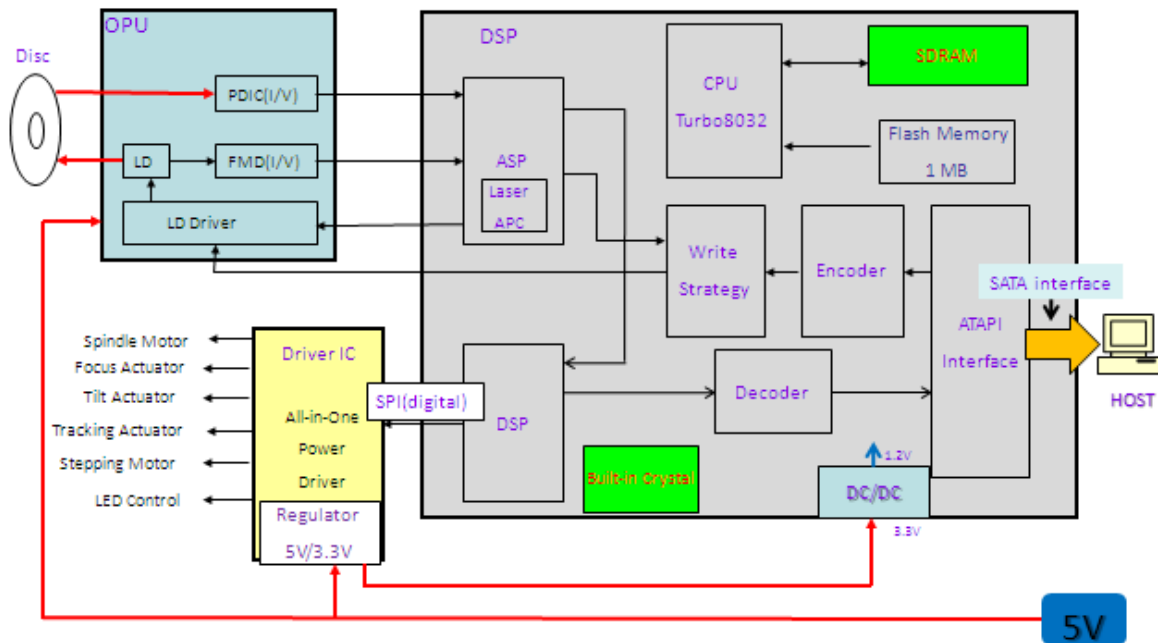 OPU
DSP
Disc
PDIC(I/V)
LD
FMD(I/V)
LD Driver
ASP
Laser
APC
CPU
Turbo8032
SDRAM
Flash Memory
1 MB
Write
Strategy
Encoder
ATAPI
Interface
SATA interface
HOST
Spindle Motor
Focus Actuator
Tilt Actuator
Tracking Actuator
Stepping Motor
LED Control
Driver IC
All-in-One
Power
Driver
Regulator
5V/3.3V
SPI(digital)
DSP
Decoder
Built-in Crystal
1.2V
DC/DC
3.3V
5V